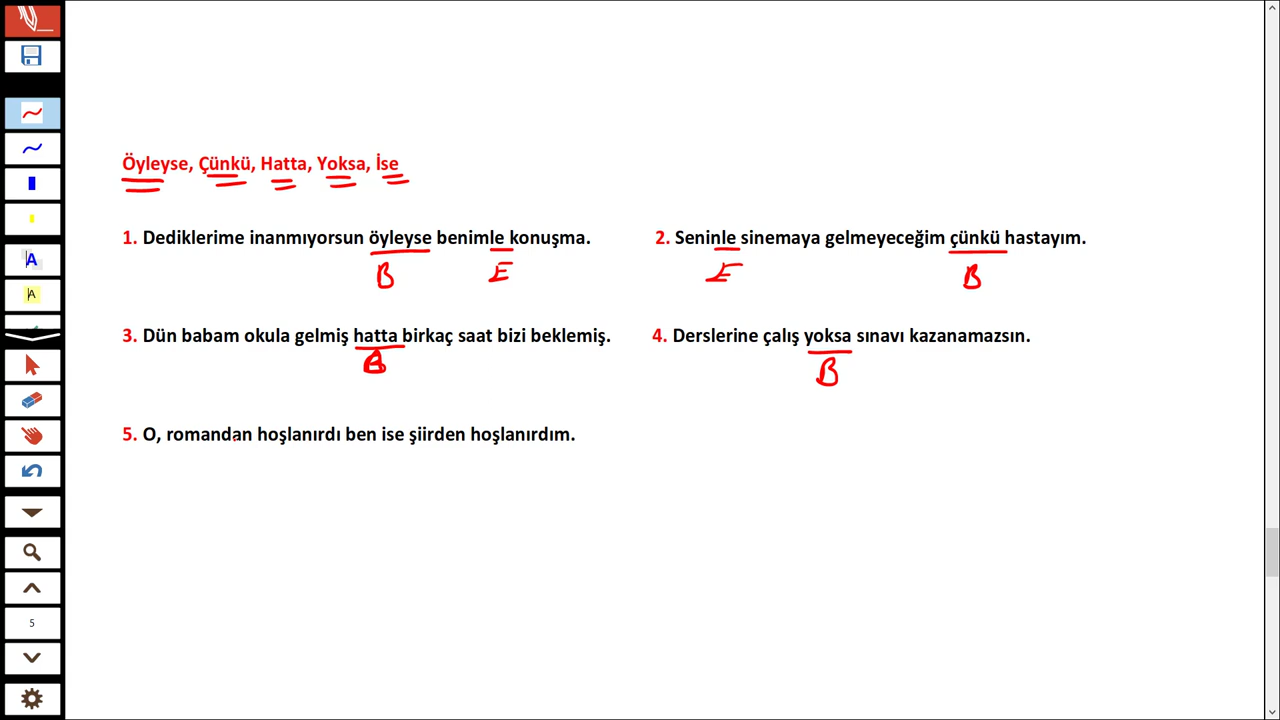 Öyleyse, Çünkü, Hatta, Yoksa, İse
1. Dediklerime inanmıyorsun öyleyse benimle konuşma.
B E
2. Seninle sinemaya gelmeyeceğim çünkü hastayım.
E B
3. Dün babam okula gelmiş hatta birkaç saat bizi beklemiş.
B
4. Derslerine çalış yoksa sınavı kazanamazsın.
B
5. O, romandan hoşlanırdı ben ise şiirden hoşlanırdım.
A
A
5